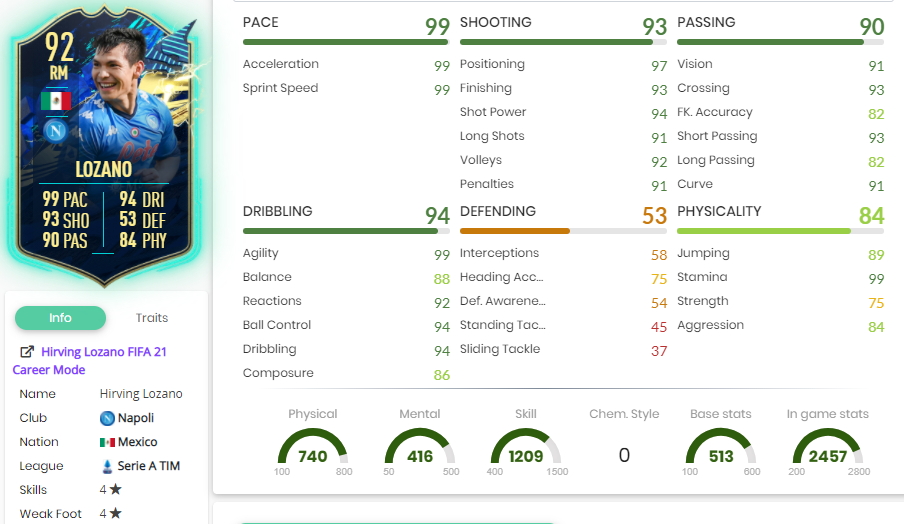 92
RM
LOZANO
99 PAC 94 DRI
93 SHO 53 DEF
90 PAS 84 PHY
Info Traits
Hirving Lozano FIFA 21
Career Mode
Name Hirving Lozano
Club Napoli
Nation Mexico
League Serie A TIM
Skills 4
Weak Foot 4
PACE 99
Acceleration 99
Sprint Speed 99
SHOOTING 93
Positioning 97
Finishing 93
Shot Power 94
Long Shots 91
Volleys 92
Penalties 91
PASSING 90
Vision 91
Crossing 93
FK. Accuracy 82
Short Passing 93
Long Passing 82
Curve 91
DRIBBLING 94
Agility 99
Balance 88
Reactions 92
Ball Control 94
Dribbling 94
Composure 86
DEFENDING 53
Interceptions 58
Heading Acc... 75
Def. Awarene... 54
Standing Tac... 45
Sliding Tackle 37
PHYSICALITY 84
Jumping 89
Stamina 99
Strength 75
Aggression 84
Physical
740
100 800
Mental
416
50 500
Skill
1209
400 1500
Chem. Style
0
Base stats
513
100 600
In game stats
2457
200 2800